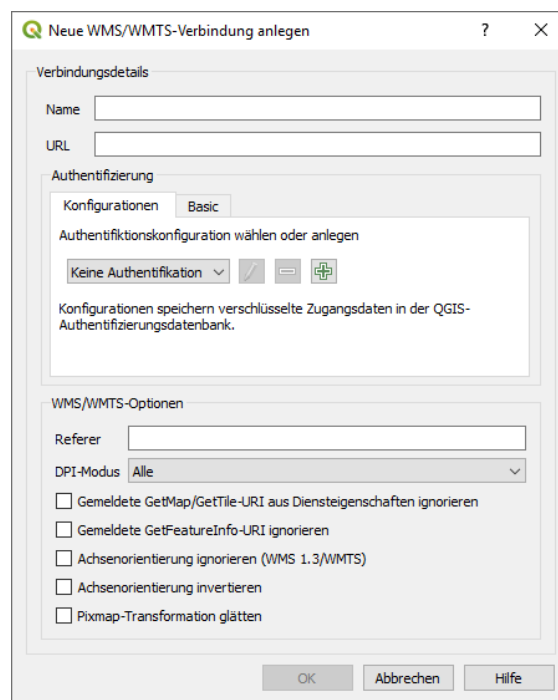 Neue WMS/WMTS-Verbindung anlegen
?
Verbindungsdetails
Name
URL
Authentifizierung
Konfigurationen
Basic
Authentifiktionskonfiguration wählen oder anlegen
Keine Authentifikation
Konfigurationen speichern verschlüsselte Zugangsdaten in der QGIS-
Authentifizierungsdatenbank.
WMS/WMTS-Optionen
Referer
DPI-Modus Alle
Gemeldete GetMap/GetTile-URI aus Diensteigenschaften ignorieren
Gemeldete GetFeatureInfo-URI ignorieren
Achsenorientierung ignorieren (WMS 1.3/WMTS)
Achsenorientierung invertieren
Pixmap-Transformation glätten
OK Abbrechen Hilfe